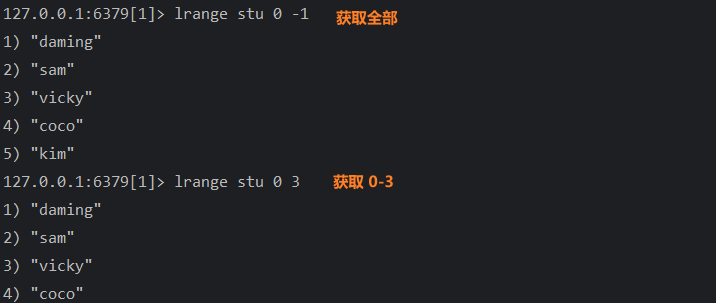 127.0.0.1:6379[1]> lrange stu 0 -1 获取全部
1) "daming"
2) "sam"
3) "vicky"
4) "coco"
5) "kim"
127.0.0.1:6379[1]> lrange stu 0 3 获取 0-3
1) "daming"
2) "sam"
3) "vicky"
4) "coco"